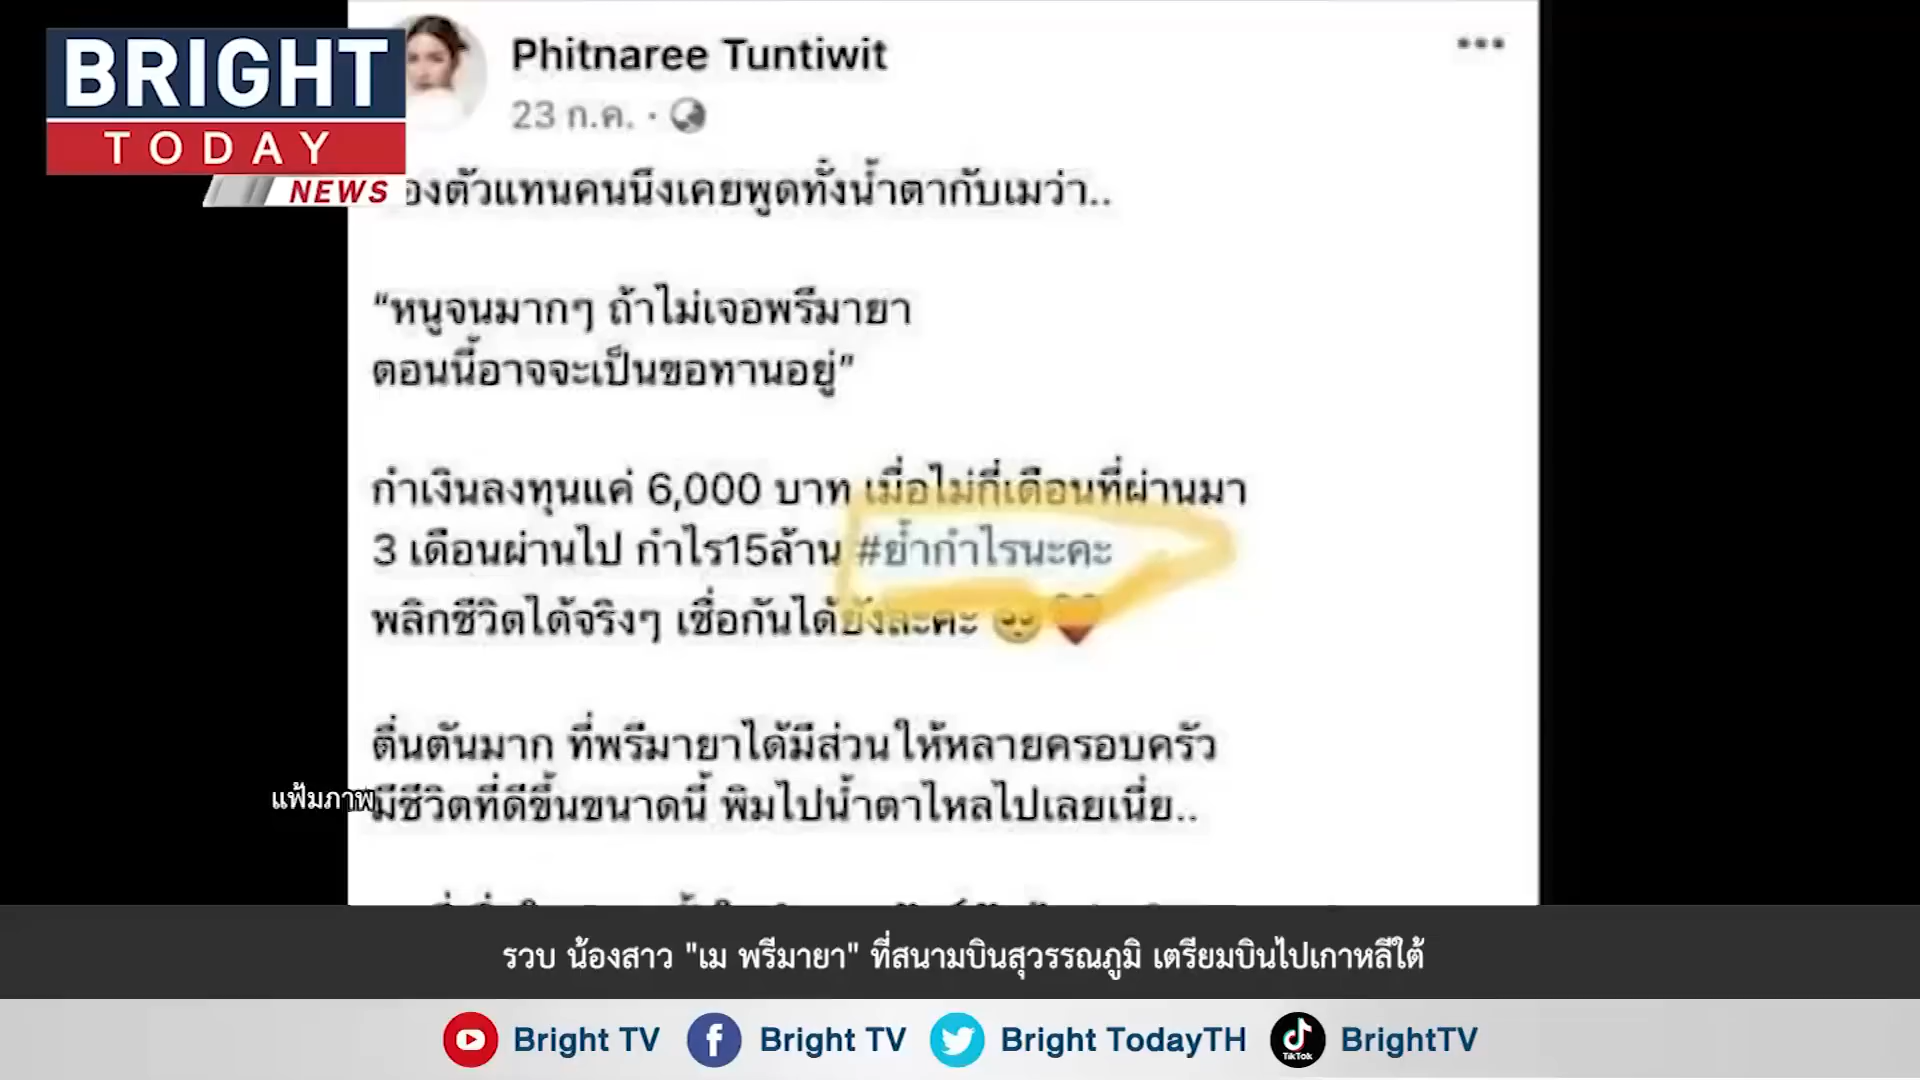 BRIGHT
TODAY
NEWS
Phitnaree Tuntiwit
23 ก.ค.
องตัวแทนคนนึงเคยพูดทั้งน้ำตากับเมว่า..
“หนูจนมากๆ ถ้าไม่เจอพรีมายา
ตอนนี้อาจจะเป็นขอทานอยู่”
กำเงินลงทุนแค่ 6,000 บาท เมื่อไม่กี่เดือนที่ผ่านมา
3 เดือนผ่านไป กำไร15ล้าน #ย้ำกำไรนะคะ
พลิกชีวิตได้จริงๆ เชื่อกันได้ยังละคะ
ตื่นตันมาก ที่พรีมายาได้มีส่วนให้หลายครอบครัว
มีชีวิตที่ดีขึ้นขนาดนี้ พิมไปน้ำตาไหลไปเลยเนี่ย..
แฟ้มภาพ
รวบ น้องสาว "เม พรีมายา" ที่สนามบินสุวรรณภูมิ เตรียมบินไปเกาหลีใต้
Bright TV Bright TV Bright TodayTH TikTok BrightTV